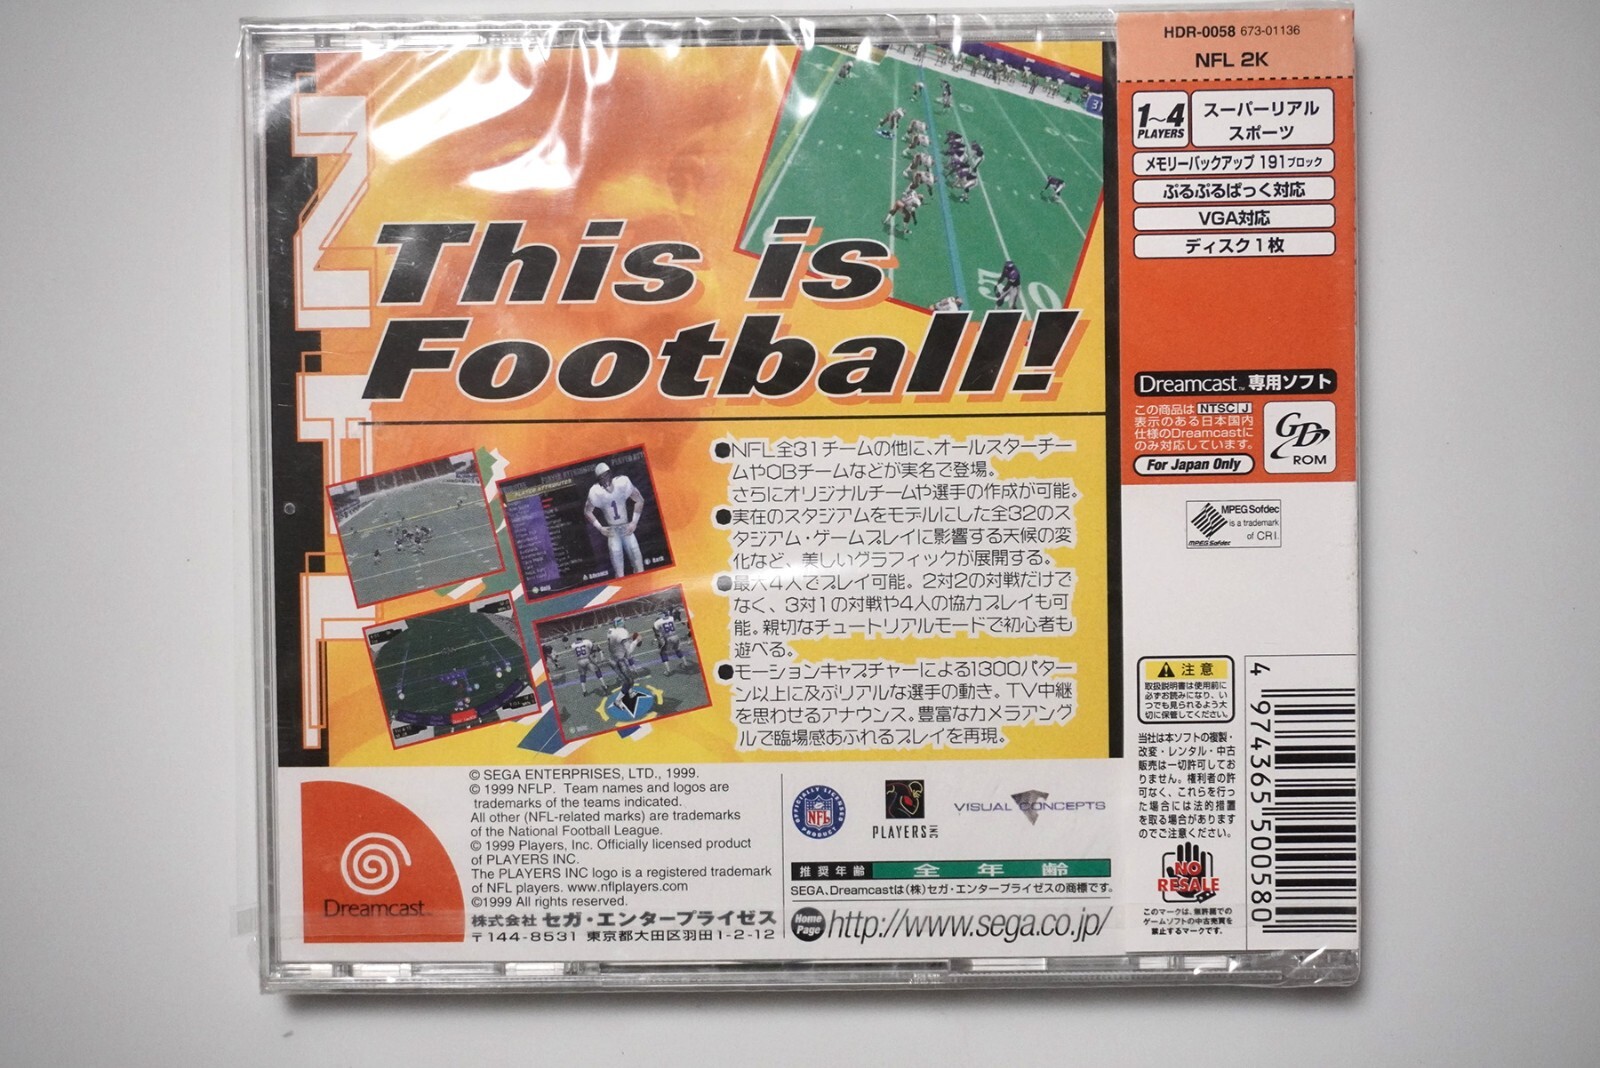 NFL
This is
Football!
●NFL全31チームの他に、オールスターチー
ムやOBチームなどが実名で登場。
さらにオリジナルチームや選手の作成が可能。
●実在のスタジアムをモデルにした全32のス
タジアム・ゲームプレイに影響する天候の変
化など、美しいグラフィックが展開する。
●最大4人でプレイ可能。2対2の対戦だけで
なく、3対1の対戦や4人の協力プレイも可
能。親切なチュートリアルモードで初心者も
遊べる。
●モーションキャプチャーによる1300パター
ン以上に及ぶリアルな選手の動き。TV中継
を思わせるアナウンス。豊富なカメラアング
ルで臨場感あふれるプレイを再現。
PLAYER ATTRIBUTES
1
50
Dreamcast™
© SEGA ENTERPRISES, LTD., 1999.
© 1999 NFLP. Team names and logos are
trademarks of the teams indicated.
All other (NFL-related marks) are trademarks
of the National Football League.
© 1999 Players, Inc. Officially licensed product
of PLAYERS INC.
The PLAYERS INC logo is a registered trademark
of NFL players. www.nflplayers.com
©1999 All rights reserved.
株式会社 セガ・エンタープライゼス
〒144-8531 東京都大田区羽田1-2-12
OFFICIALLY LICENSED PRODUCT
NFL
PLAYERS INC
VISUAL CONCEPTS
推奨年齢 全年齢
SEGA、Dreamcastは(株)セガ・エンタープライゼスの商標です。
Home Page http://www.sega.co.jp/
HDR-0058 673-01136
NFL 2K
1～4 PLAYERS
スーパーリアル
スポーツ
メモリーバックアップ 191ブロック
ぷるぷるぱっく対応
VGA対応
ディスク1枚
Dreamcast™ 専用ソフト
この商品は NTSC J
表示のある日本国内
仕様のDreamcastに
のみ対応しています。
For Japan Only
GD ROM
MPEG Sofdec
is a trademark
of CRI.
MPEG Sofdec
注意
取扱説明書は使用前に
必ずお読みになり、い
つでも見られるよう大
切に保管してください。
当社は本ソフトの複製・
改変・レンタル・中古
販売は一切許可してお
りません。権利者の許
可なく、これらを行っ
た場合には法的措置
を取る場合があります
のでご注意ください。
NO
RESALE
このマークは、無許諾での
ゲームソフトの中古売買を
禁止するマークです。
4 974365 500580